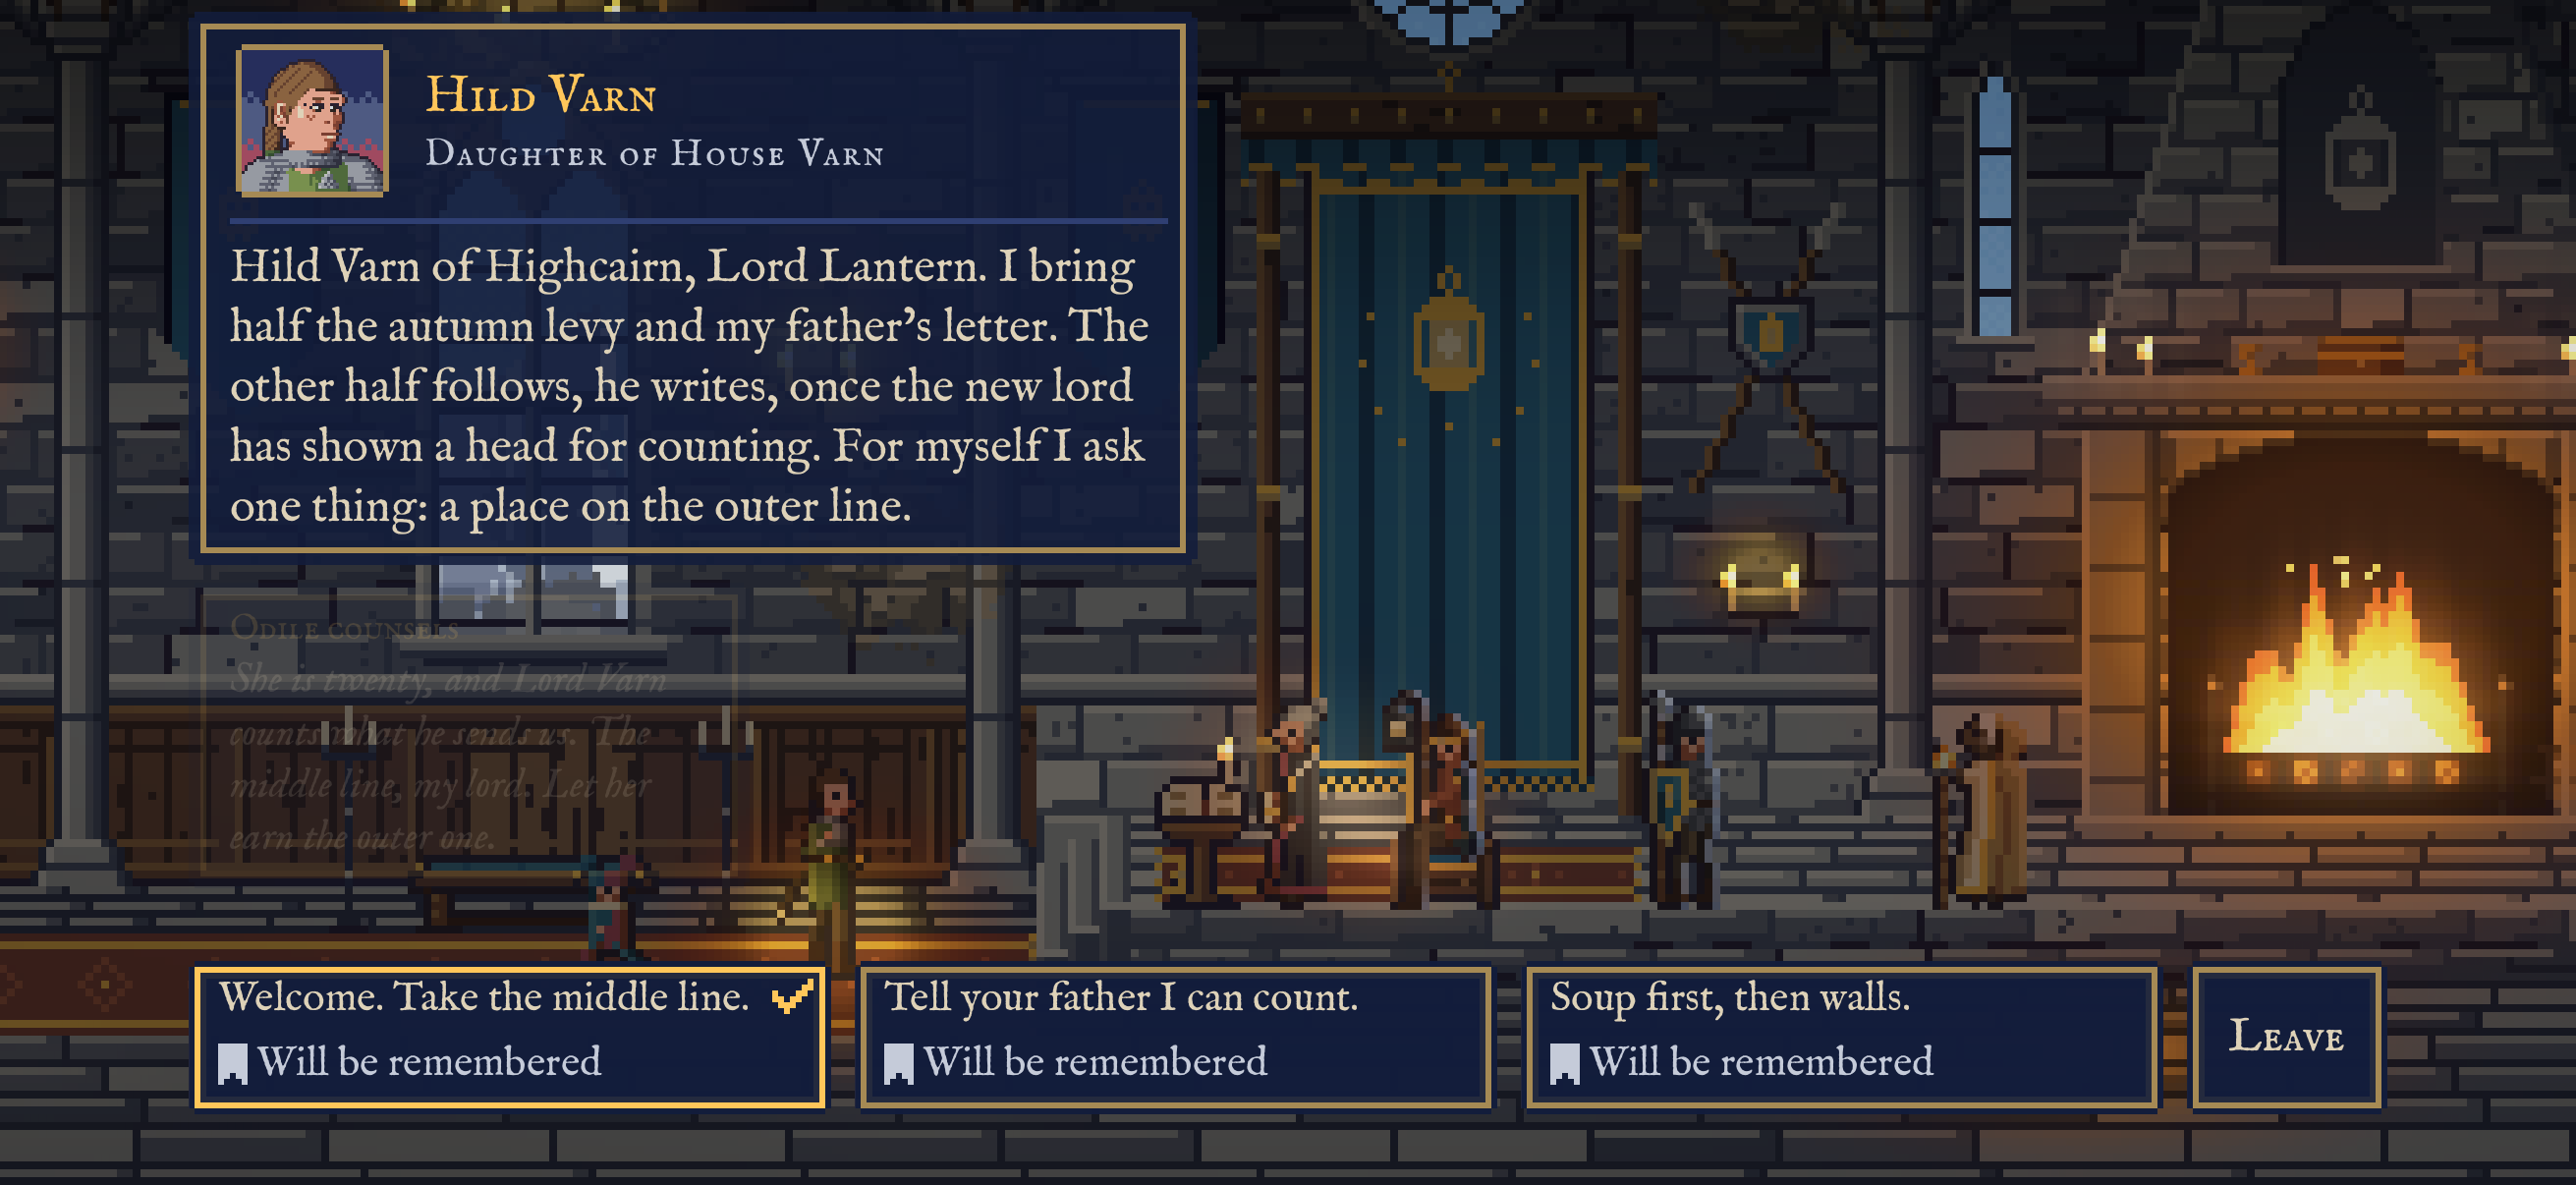 Hild Varn
Daughter of House Varn
Hild Varn of Highcairn, Lord Lantern. I bring
half the autumn levy and my father's letter. The
other half follows, he writes, once the new lord
has shown a head for counting. For myself I ask
one thing: a place on the outer line.
Odile counsels
She is twenty, and Lord Varn
counts what he sends us. The
middle line, my lord. Let her
earn the outer one.
Welcome. Take the middle line.
Will be remembered
Tell your father I can count.
Will be remembered
Soup first, then walls.
Will be remembered
Leave